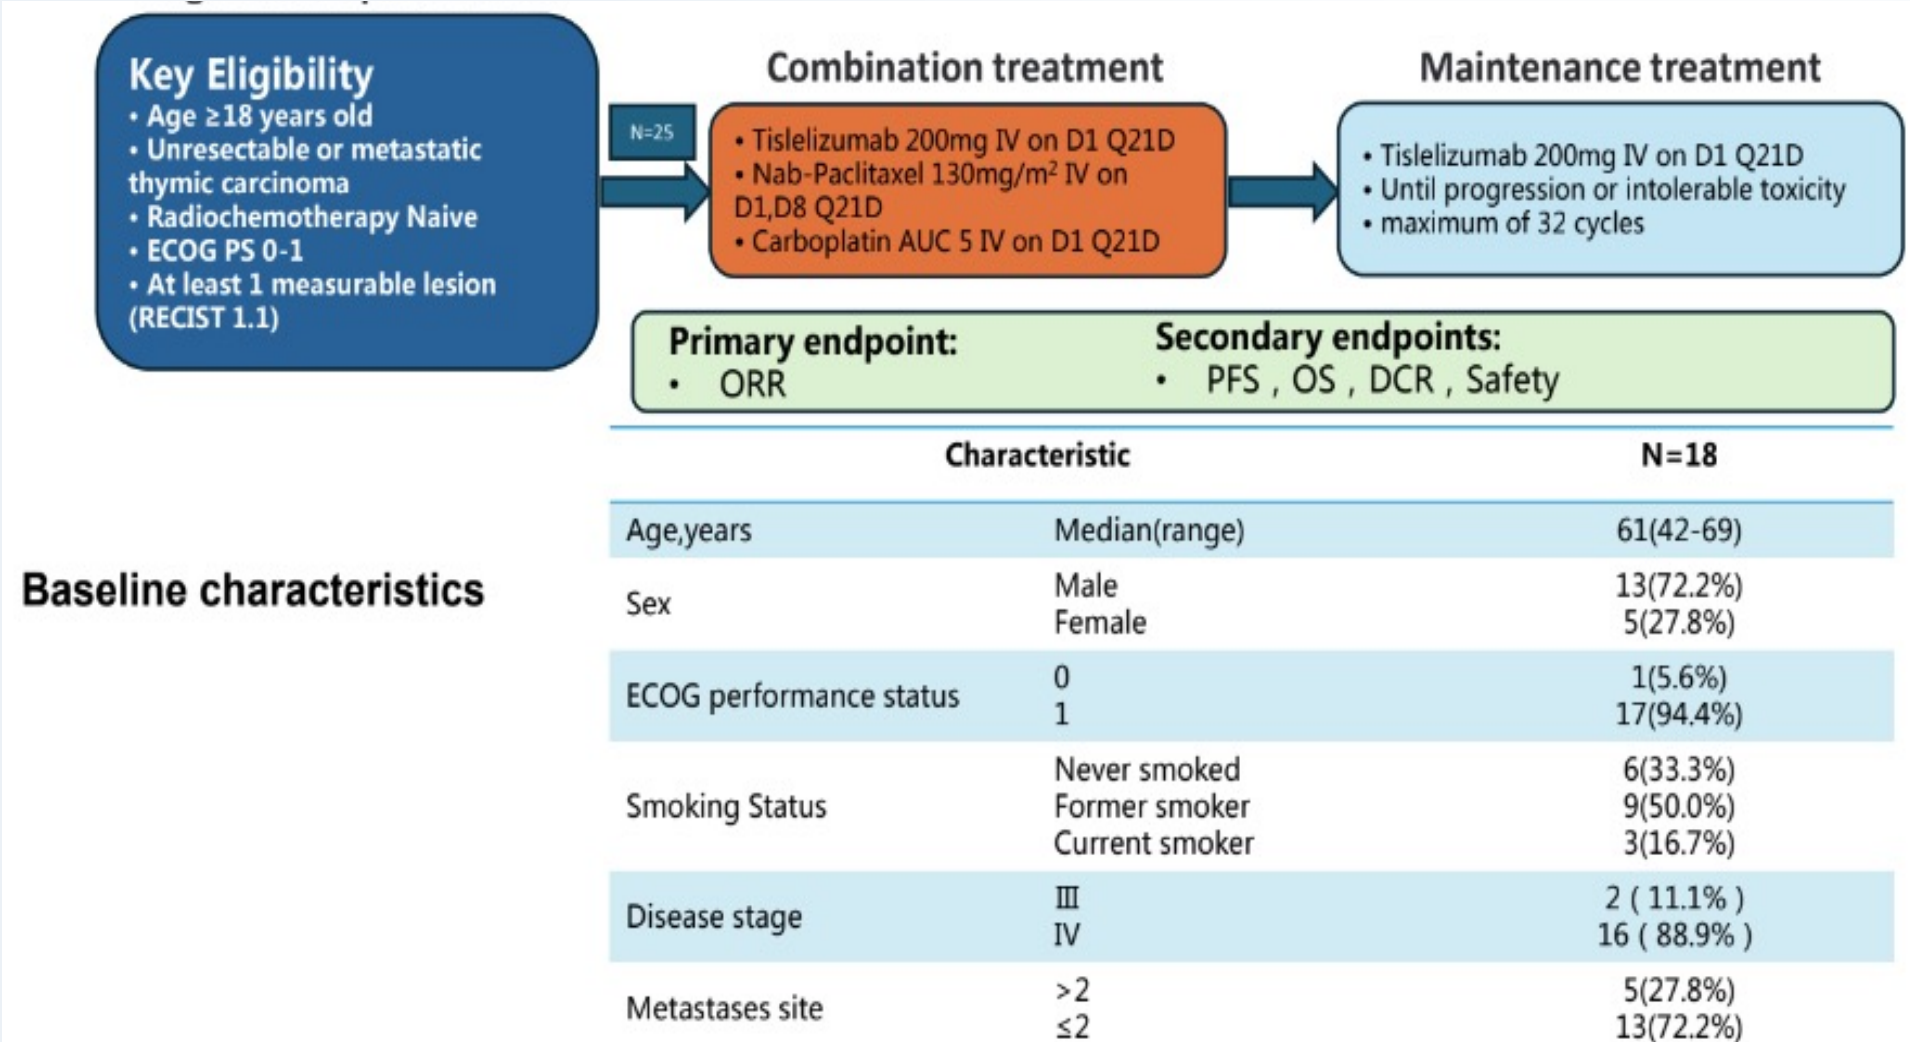 Key Eligibility
• Age ≥18 years old
• Unresectable or metastatic
thymic carcinoma
• Radiochemotherapy Naive
• ECOG PS 0-1
• At least 1 measurable lesion
(RECIST 1.1)
N=25
Combination treatment
• Tislelizumab 200mg IV on D1 Q21D
• Nab-Paclitaxel 130mg/m² IV on
D1,D8 Q21D
• Carboplatin AUC 5 IV on D1 Q21D
Maintenance treatment
• Tislelizumab 200mg IV on D1 Q21D
• Until progression or intolerable toxicity
• maximum of 32 cycles
Primary endpoint:
• ORR
Secondary endpoints:
• PFS , OS , DCR , Safety
Baseline characteristics
Characteristic N=18
Age,years Median(range) 61(42-69)
Sex
Male 13(72.2%)
Female 5(27.8%)
ECOG performance status
0 1(5.6%)
1 17(94.4%)
Smoking Status
Never smoked 6(33.3%)
Former smoker 9(50.0%)
Current smoker 3(16.7%)
Disease stage
III 2 ( 11.1% )
IV 16 ( 88.9% )
Metastases site
>2 5(27.8%)
≤2 13(72.2%)